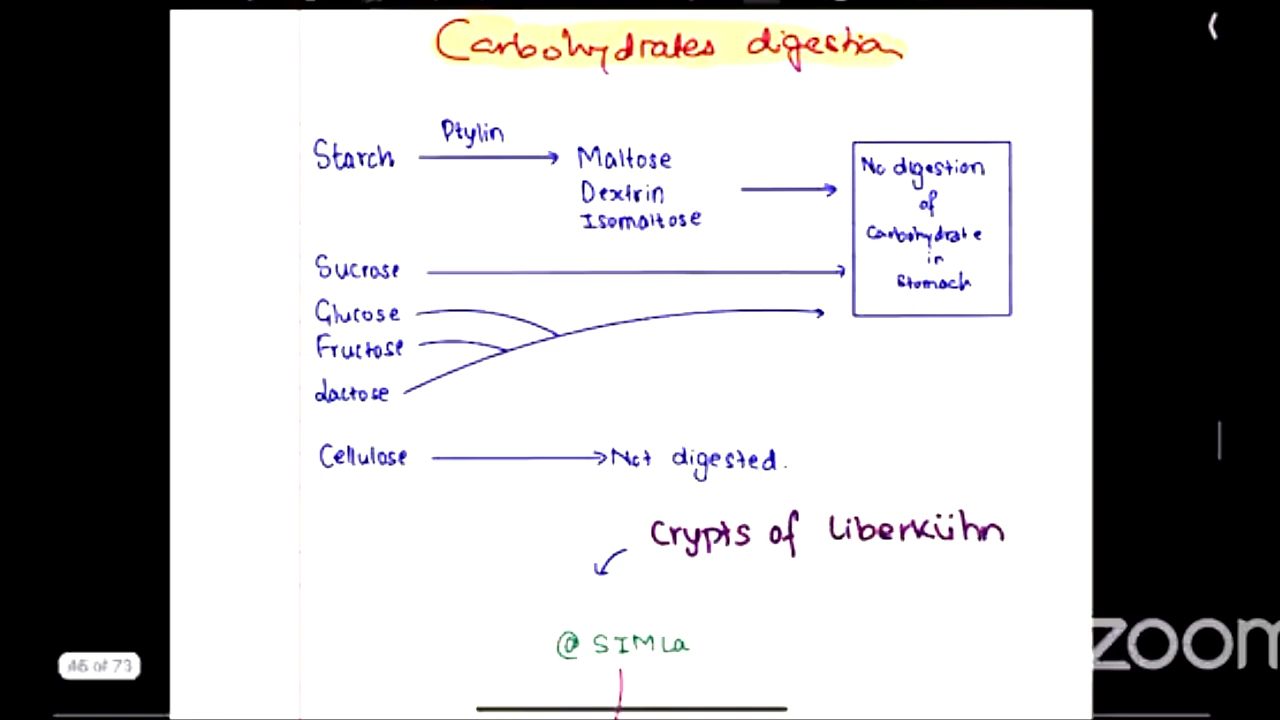 Carbohydrates digestion
Starch
Ptylin
Maltose
Dextrin
Isomaltose
No digestion
of
Carbohydrate
in
Stomach
Sucrose
Glucose
Fructose
Lactose
Cellulose
Not digested.
Crypts of Liberkühn
@ SIMLa
46 of 73
zoom